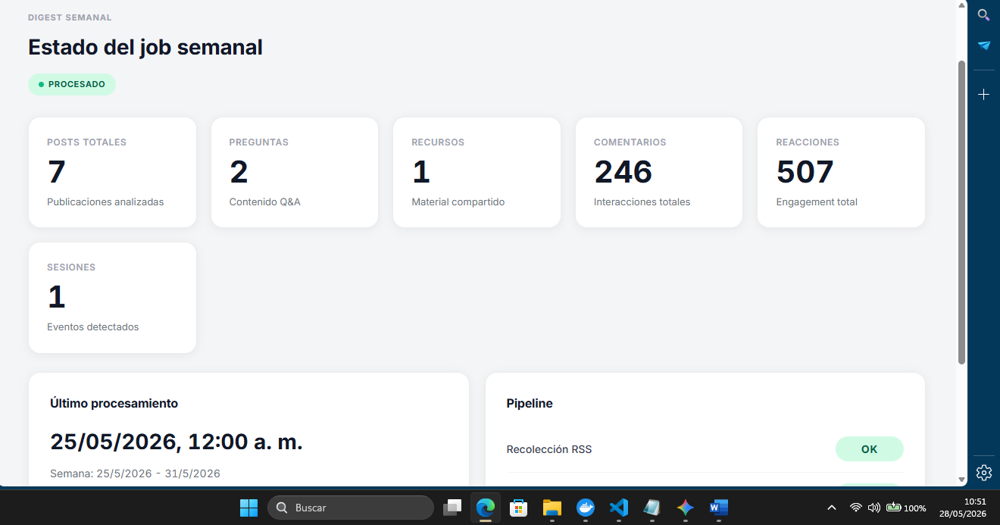 DIGEST SEMANAL
Estado del job semanal
PROCESADO
POSTS TOTALES
7
Publicaciones analizadas
PREGUNTAS
2
Contenido Q&A
RECURSOS
1
Material compartido
COMENTARIOS
246
Interacciones totales
REACCIONES
507
Engagement total
SESIONES
1
Eventos detectados
Último procesamiento
25/05/2026, 12:00 a. m.
Semana: 25/5/2026 - 31/5/2026
Pipeline
Recolección RSS
OK
Buscar
W
100%
10:51
28/05/2026